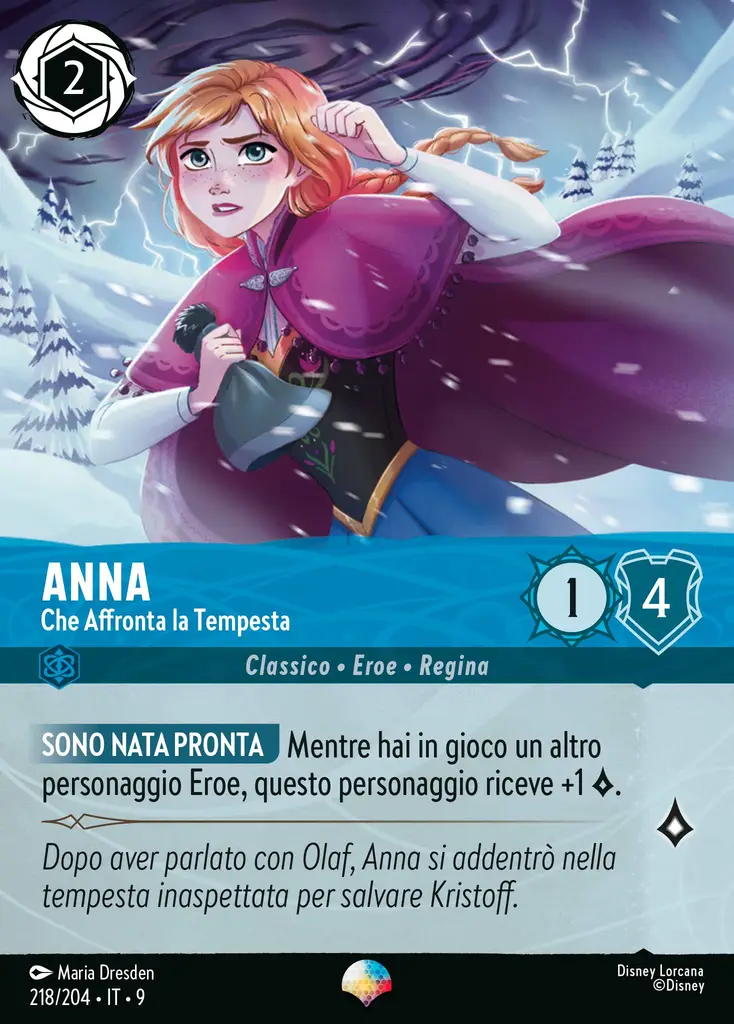 2
ANNA
Che Affronta la Tempesta
1
4
Classico • Eroe • Regina
SONO NATA PRONTA Mentre hai in gioco un altro
personaggio Eroe, questo personaggio riceve +1 .
Dopo aver parlato con Olaf, Anna si addentrò nella
tempesta inaspettata per salvare Kristoff.
Maria Dresden
218/204 • IT • 9
Disney Lorcana
©Disney